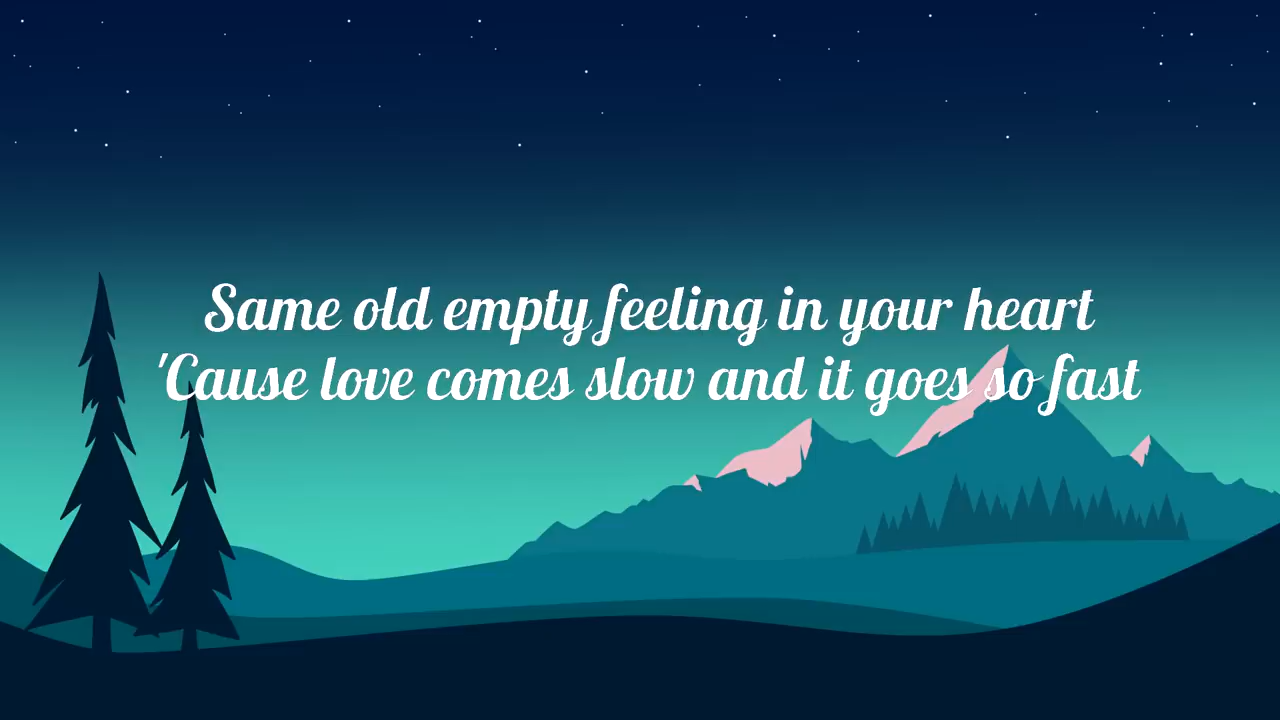 Same old empty feeling in your heart
'Cause love comes slow and it goes so fast